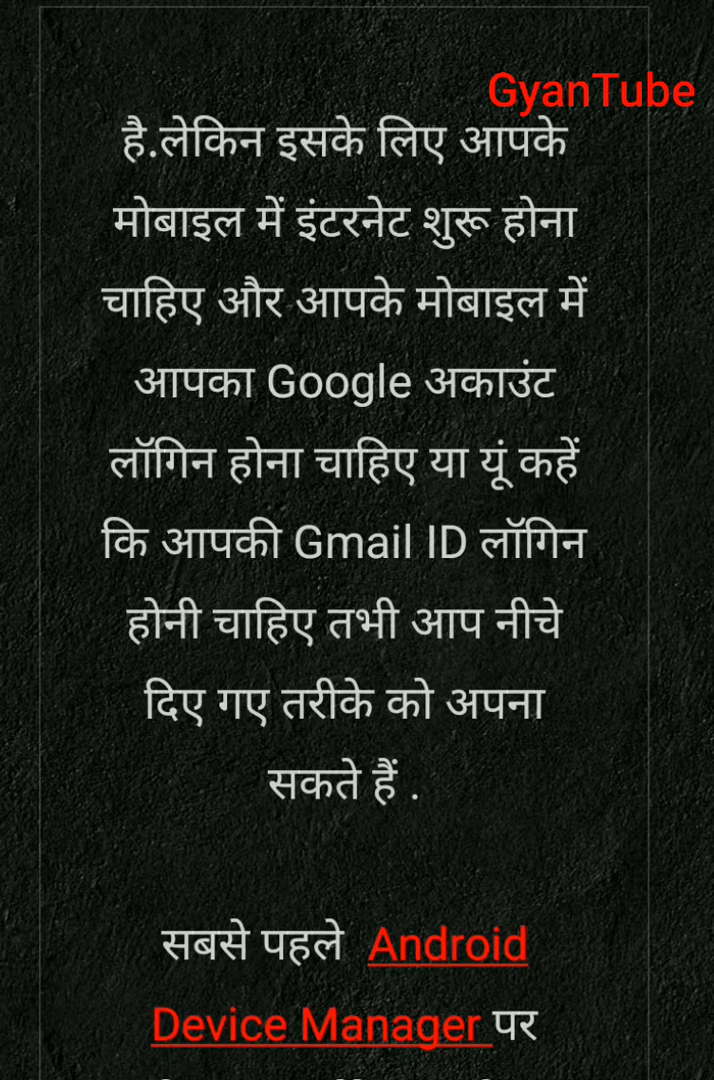 GyanTube
है.लेकिन इसके लिए आपके
मोबाइल में इंटरनेट शुरू होना
चाहिए और आपके मोबाइल में
आपका Google अकाउंट
लॉगिन होना चाहिए या यूं कहें
कि आपकी Gmail ID लॉगिन
होनी चाहिए तभी आप नीचे
दिए गए तरीके को अपना
सकते हैं .
सबसे पहले Android
Device Manager पर